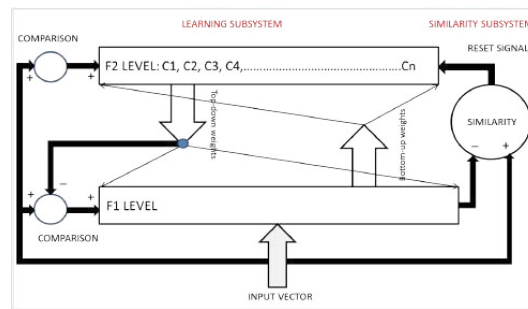 LEARNING SUBSYSTEM
SIMILARITY SUBSYSTEM
COMPARISON
RESET SIGNAL
+
+
F2 LEVEL: C1, C2, C3, C4,..........................................Cn
Top-down weights
Bottom-up weights
SIMILARITY
−
+
−
+
+
F1 LEVEL
COMPARISON
INPUT VECTOR